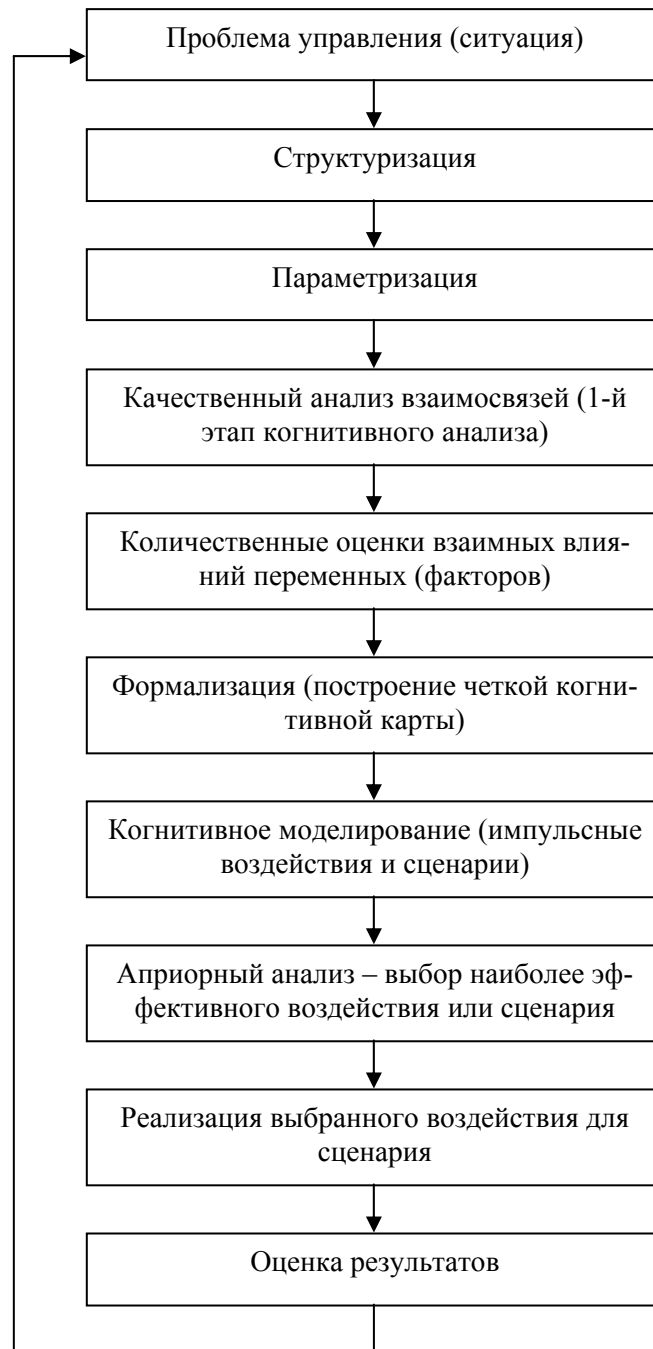 Проблема управления (ситуация)
Структуризация
Параметризация
Качественный анализ взаимосвязей (1-й
этап когнитивного анализа)
Количественные оценки взаимных влия-
ний переменных (факторов)
Формализация (построение четкой когни-
тивной карты)
Когнитивное моделирование (импульсные
воздействия и сценарии)
Априорный анализ – выбор наиболее эф-
фективного воздействия или сценария
Реализация выбранного воздействия для
сценария
Оценка результатов